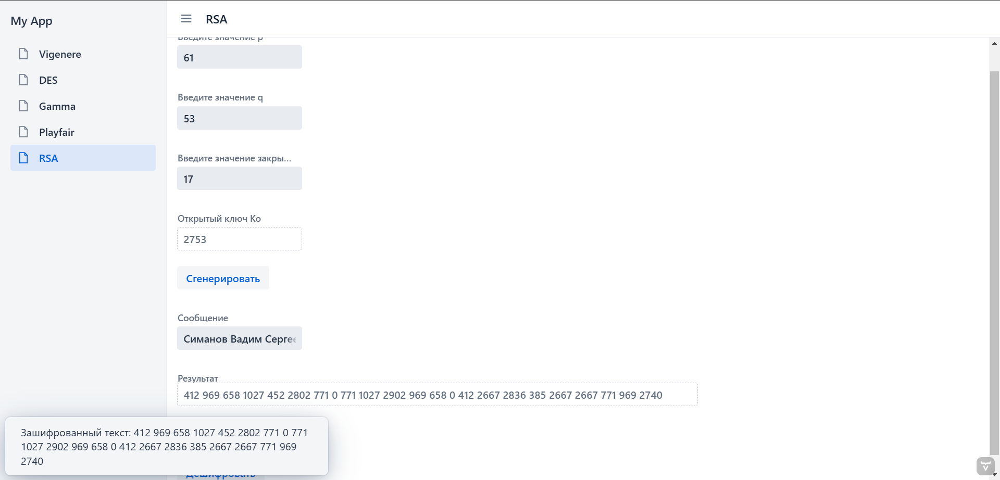 My App
Vigenere
DES
Gamma
Playfair
RSA
RSA
Введите значение p
61
Введите значение q
53
Введите значение закры...
17
Открытый ключ Ко
2753
Сгенерировать
Сообщение
Симанов Вадим Серге
Результат
412 969 658 1027 452 2802 771 0 771 1027 2902 969 658 0 412 2667 2836 385 2667 2667 771 969 2740
Зашифрованный текст: 412 969 658 1027 452 2802 771 0 771
1027 2902 969 658 0 412 2667 2836 385 2667 2667 771 969
2740
Дешифровать